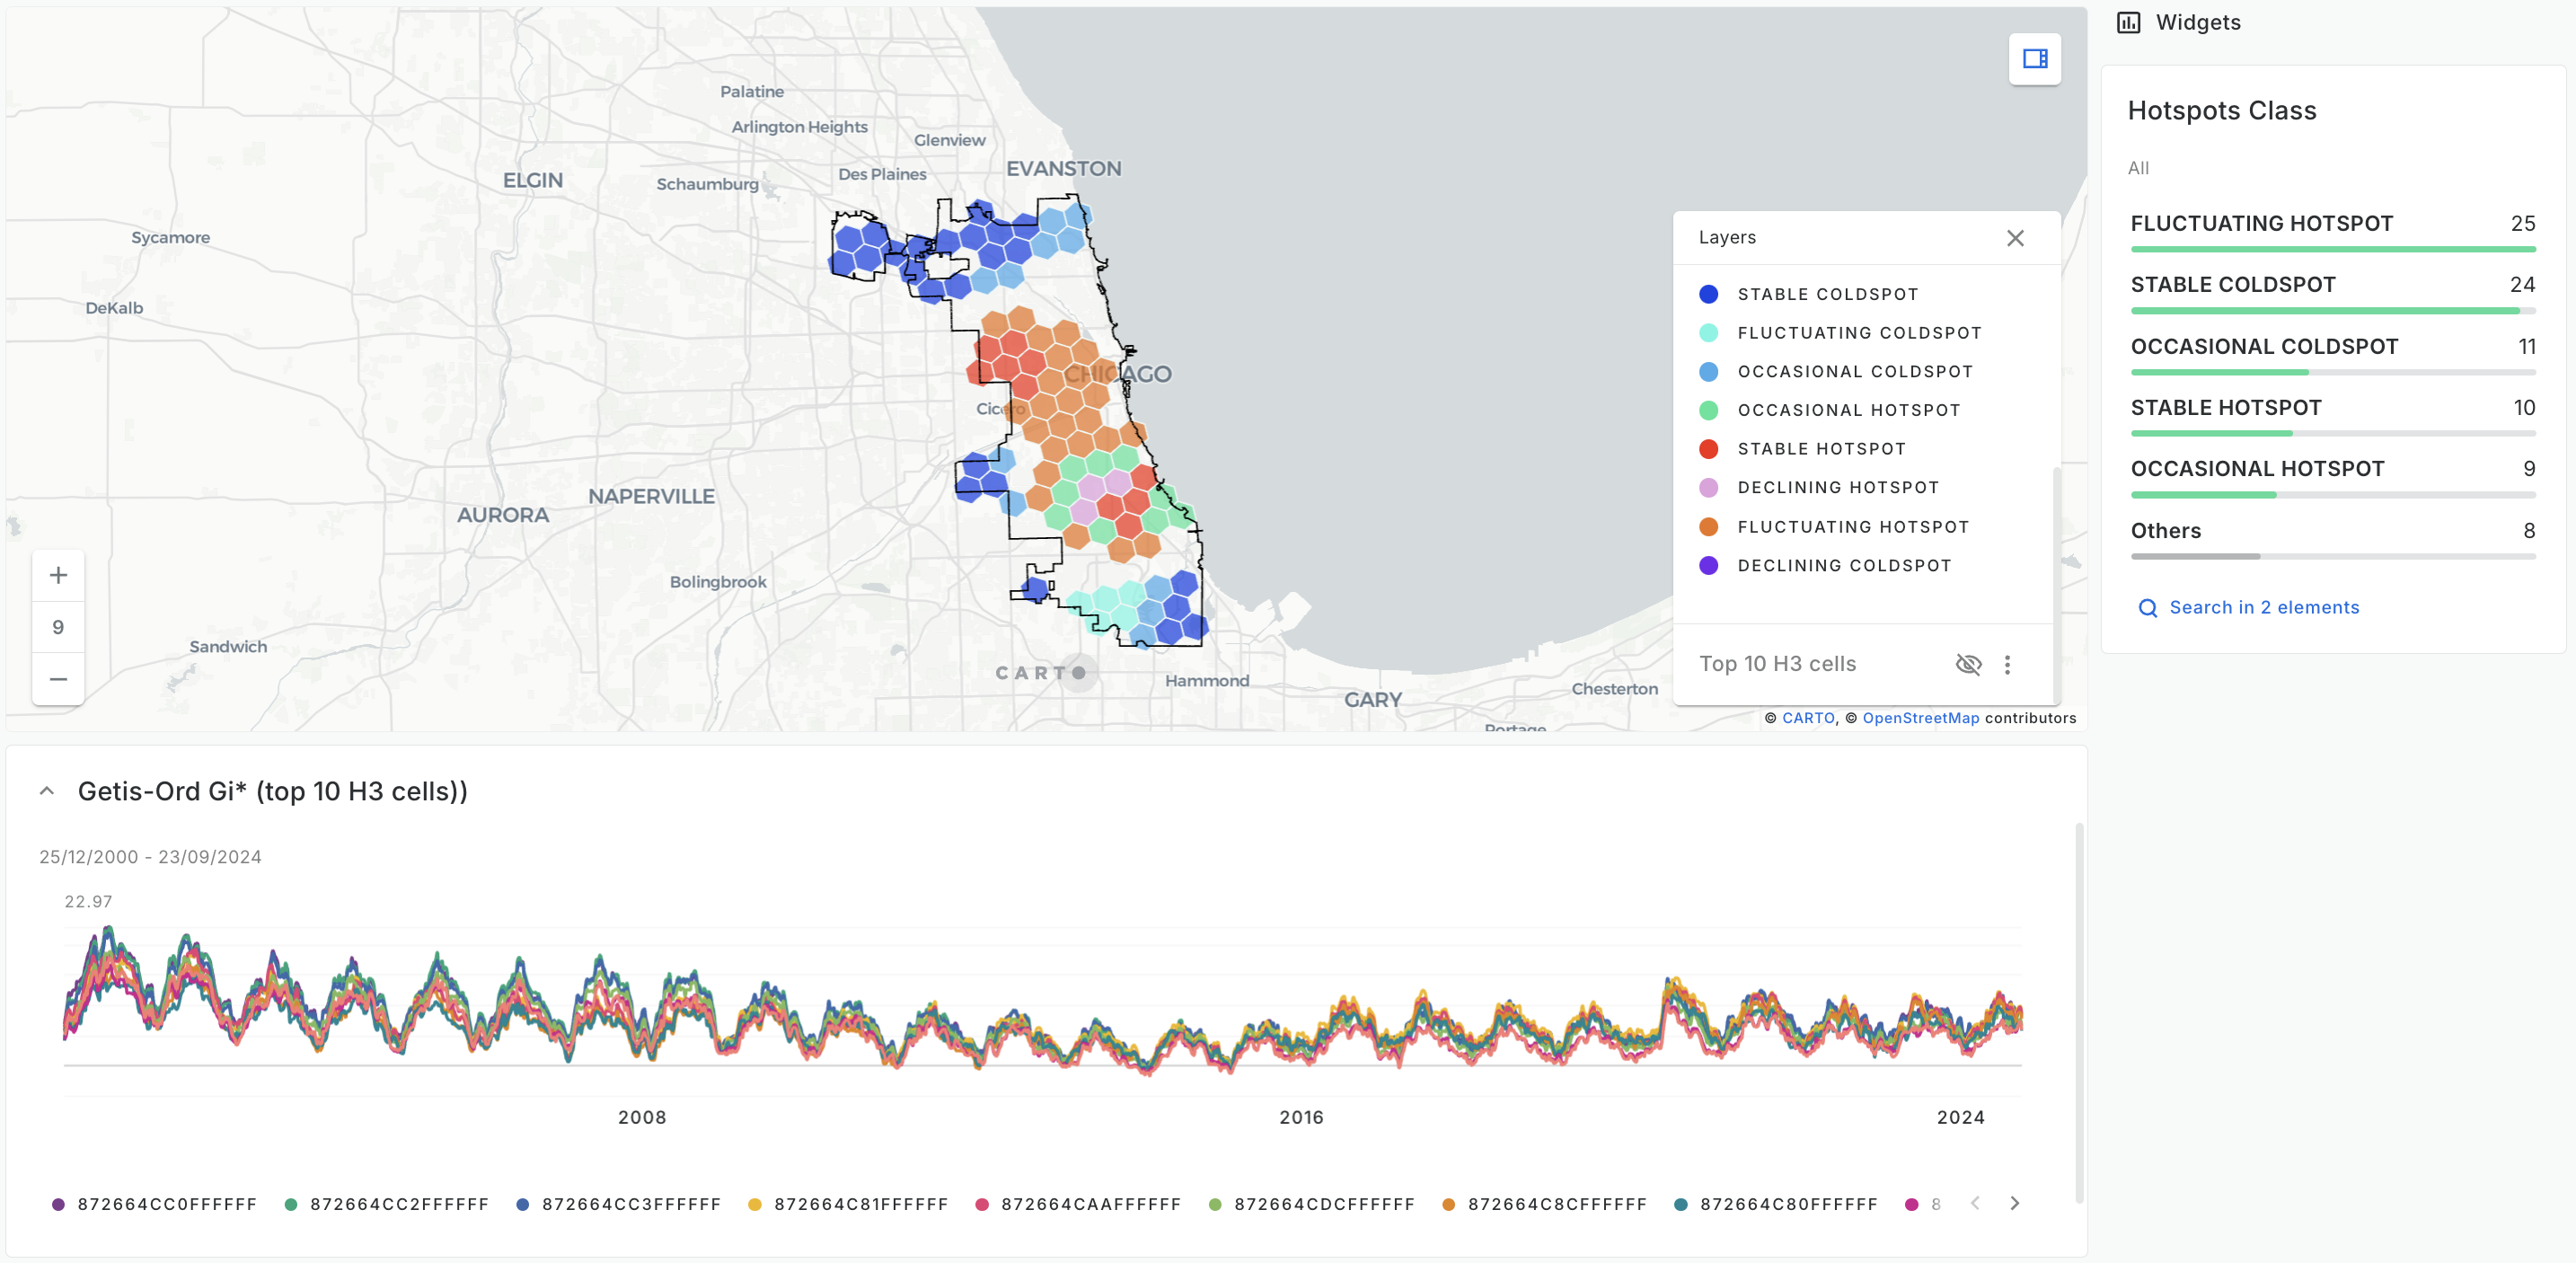 Palatine
Arlington Heights
Glenview
EVANSTON
Des Plaines
ELGIN
Schaumburg
Sycamore
DeKalb
CHICAGO
Cicero
NAPERVILLE
AURORA
Bolingbrook
Sandwich
CARTO
Hammond
GARY
Chesterton
Portage
+
9
−
Layers
STABLE COLDSPOT
FLUCTUATING COLDSPOT
OCCASIONAL COLDSPOT
OCCASIONAL HOTSPOT
STABLE HOTSPOT
DECLINING HOTSPOT
FLUCTUATING HOTSPOT
DECLINING COLDSPOT
Top 10 H3 cells
© CARTO, © OpenStreetMap contributors
Widgets
Hotspots Class
All
FLUCTUATING HOTSPOT 25
STABLE COLDSPOT 24
OCCASIONAL COLDSPOT 11
STABLE HOTSPOT 10
OCCASIONAL HOTSPOT 9
Others 8
Search in 2 elements
Getis-Ord Gi* (top 10 H3 cells))
25/12/2000 - 23/09/2024
22.97
2008 2016 2024
872664CC0FFFFFF 872664CC2FFFFFF 872664CC3FFFFFF 872664C81FFFFFF 872664CAAFFFFFF 872664CDCFFFFFF 872664C8CFFFFFF 872664C80FFFFFF 8